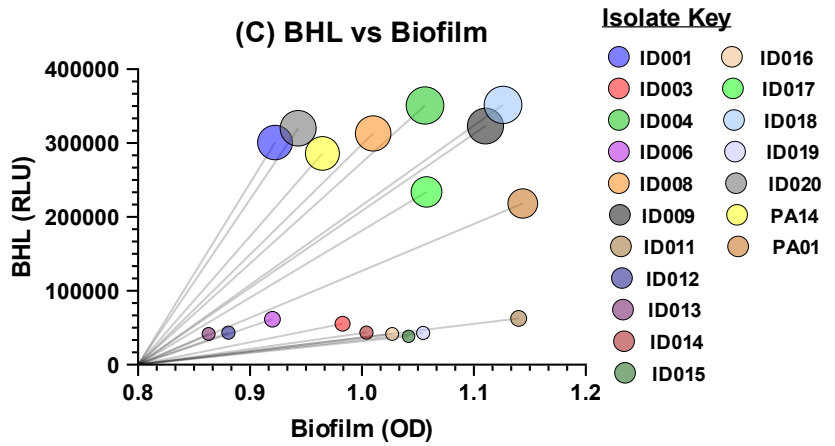 (C) BHL vs Biofilm
BHL (RLU)
400000
300000
200000
100000
0
0.8 0.9 1.0 1.1 1.2
Biofilm (OD)
Isolate Key
ID001 ID016
ID003 ID017
ID004 ID018
ID006 ID019
ID008 ID020
ID009 PA14
ID011 PA01
ID012
ID013
ID014
ID015